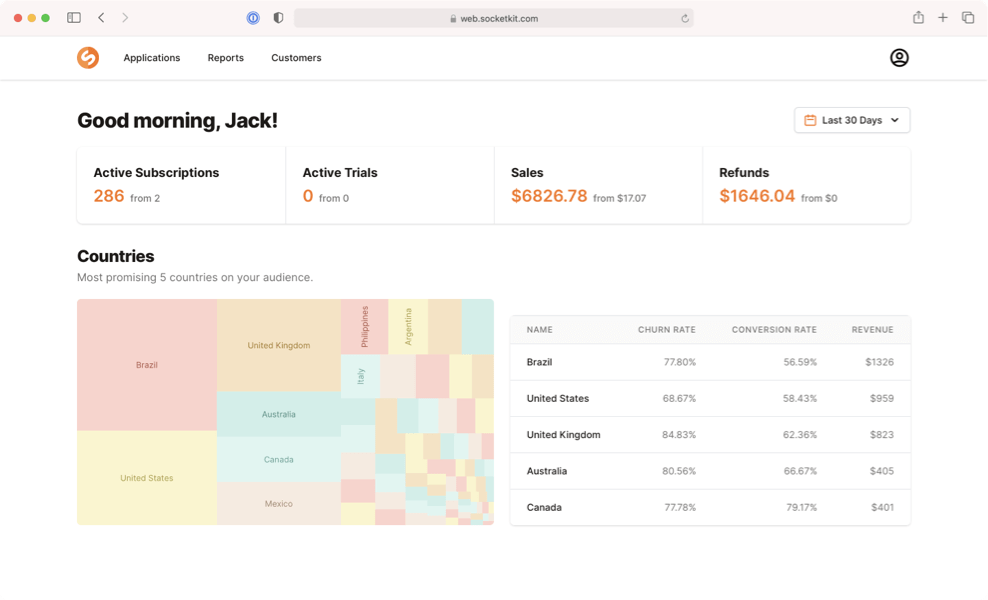 web.socketkit.com
Applications Reports Customers
Good morning, Jack!
Last 30 Days
Active Subscriptions
286 from 2
Active Trials
0 from 0
Sales
$6826.78 from $17.07
Refunds
$1646.04 from $0
Countries
Most promising 5 countries on your audience.
Brazil
United States
United Kingdom
Australia
Canada
Mexico
Philippines
Argentina
Italy
NAME CHURN RATE CONVERSION RATE REVENUE
Brazil 77.80% 56.59% $1326
United States 68.67% 58.43% $959
United Kingdom 84.83% 62.36% $823
Australia 80.56% 66.67% $405
Canada 77.78% 79.17% $401